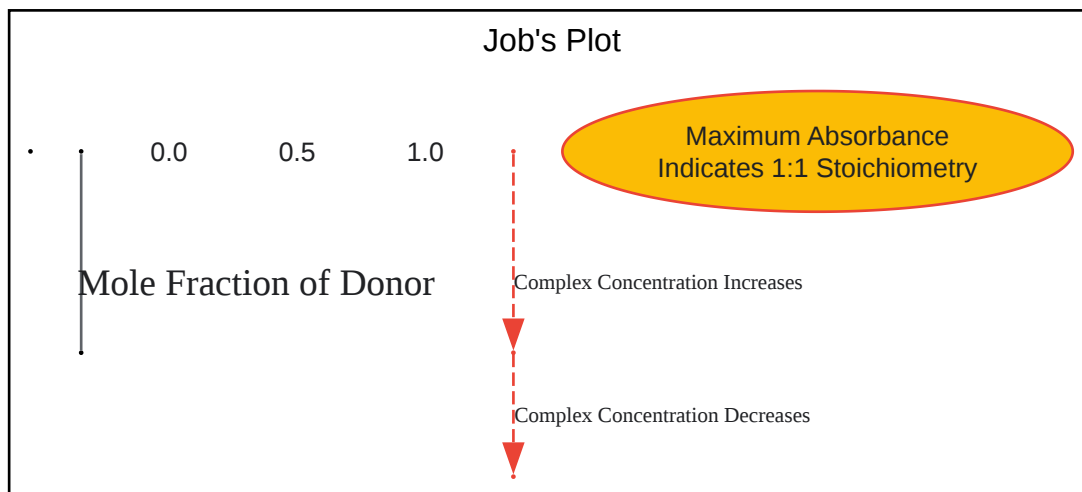 Job's Plot
0.0
0.5
1.0
Maximum Absorbance
Indicates 1:1 Stoichiometry
Mole Fraction of Donor
Complex Concentration Increases
Complex Concentration Decreases